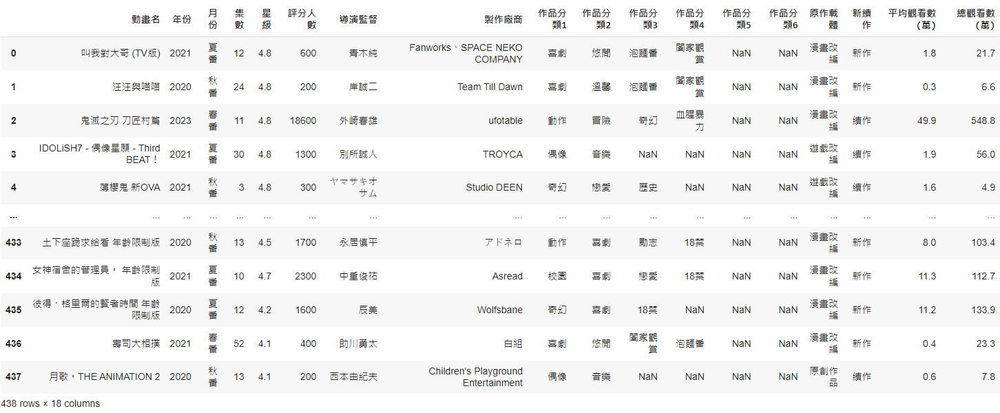 動畫名 年份 月份 集數 星級 評分人數 導演監督 製作廠商 作品分類1 作品分類2 作品分類3 作品分類4 作品分類5 作品分類6 原作載體 新續作 平均觀看數(萬) 總觀看數(萬)
0 叫我對大哥 (TV版) 2021 夏番 12 4.8 600 青木純 Fanworks、SPACE NEKO COMPANY 喜劇 悠閒 泡麵番 闔家觀賞 NaN NaN 漫畫改編 新作 1.8 21.7
1 汪汪與喵喵 2020 秋番 24 4.8 200 岸誠二 Team Till Dawn 喜劇 溫馨 泡麵番 闔家觀賞 NaN NaN 漫畫改編 新作 0.3 6.6
2 鬼滅之刃 刀匠村篇 2023 春番 11 4.8 18600 外崎春雄 ufotable 動作 冒險 奇幻 血腥暴力 NaN NaN 漫畫改編 續作 49.9 548.8
3 IDOLiSH7 - 偶像星願 - Third BEAT！ 2021 夏番 30 4.8 1300 別所誠人 TROYCA 偶像 音樂 NaN NaN NaN NaN 遊戲改編 續作 1.9 56.0
4 薄櫻鬼 新OVA 2021 秋番 3 4.8 300 ヤマサキオサム Studio DEEN 奇幻 戀愛 歷史 NaN NaN NaN 遊戲改編 續作 1.6 4.9
... ... ... ... ... ... ... ... ... ... ... ... ... ... ... ... ... ... ...
433 土下座跪求給看 年齡限制版 2020 秋番 13 4.5 1700 永居慎平 アドネロ 動作 喜劇 勵志 18禁 NaN NaN 漫畫改編 新作 8.0 103.4
434 女神宿舍的管理員。 年齡限制版 2021 夏番 10 4.7 2300 中重俊祐 Asread 校園 喜劇 戀愛 18禁 NaN NaN 漫畫改編 新作 11.3 112.7
435 彼得·格里爾的賢者時間 年齡限制版 2020 夏番 12 4.2 1600 辰美 Wolfsbane 奇幻 喜劇 18禁 NaN NaN NaN 漫畫改編 新作 11.2 133.9
436 壽司大相撲 2021 春番 52 4.1 400 助川勇太 白組 喜劇 悠閒 闔家觀賞 泡麵番 NaN NaN 漫畫改編 新作 0.4 23.3
437 月歌。THE ANIMATION 2 2020 秋番 13 4.1 200 西本由紀夫 Children's Playground Entertainment 偶像 音樂 NaN NaN NaN NaN 原創作品 續作 0.6 7.8
438 rows × 18 columns